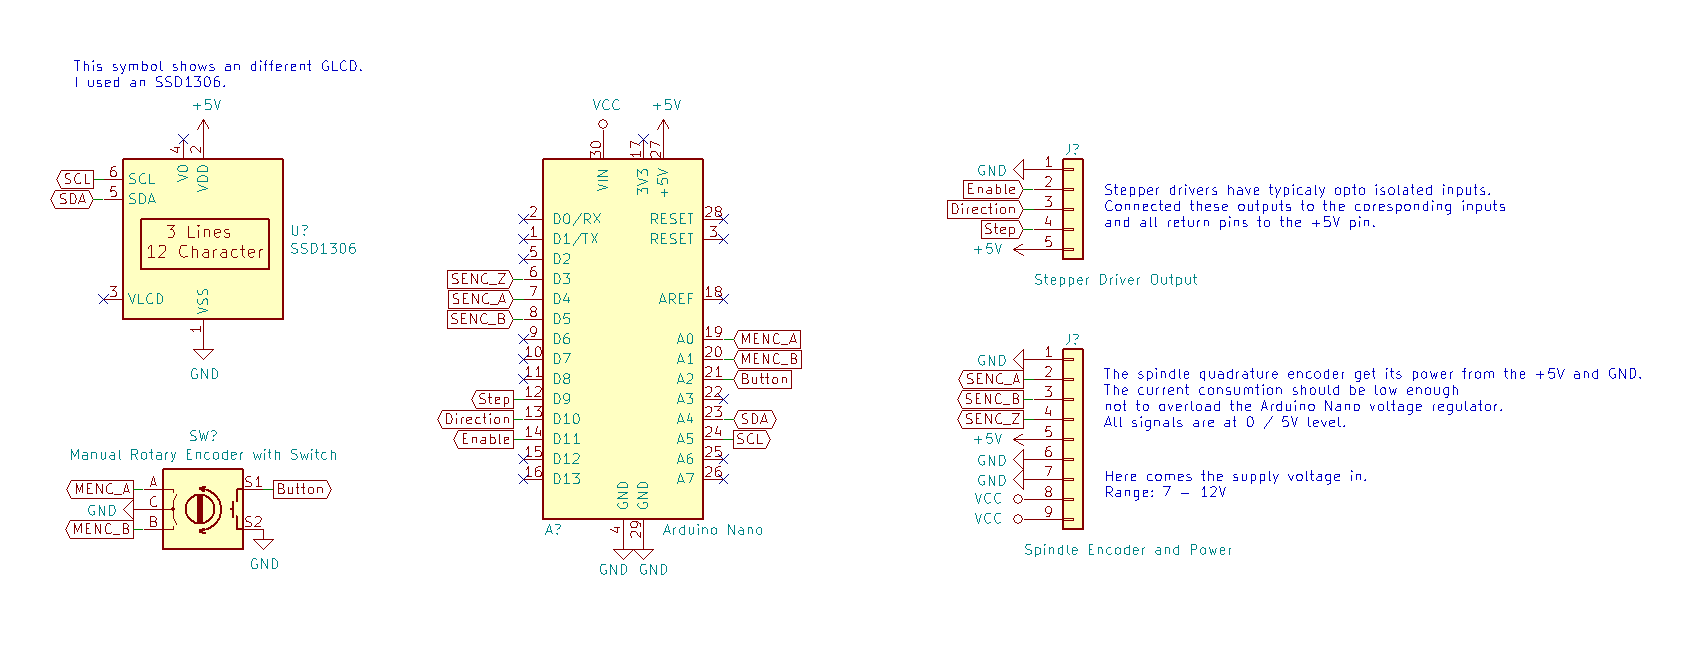 This symbol shows an different GLCD.
I used an SSD1306.
+5V
4
2
VO
VDD
SCL
6
SCL
SDA
5
SDA
3 Lines
12 Character
U?
SSD1306
3
VLCD
VSS
1
GND
SW?
Manual Rotary Encoder with Switch
MENC_A
A
S1
Button
GND
C
MENC_B
B
S2
GND
VCC
+5V
30
17
27
VIN
3V3
+5V
2
D0/RX
RESET
28
1
D1/TX
RESET
3
5
D2
SENC_Z
6
D3
SENC_A
7
D4
AREF
18
SENC_B
8
D5
9
D6
A0
19
MENC_A
10
D7
A1
20
MENC_B
11
D8
A2
21
Button
Step
12
D9
A3
22
Direction
13
D10
A4
23
SDA
Enable
14
D11
A5
24
SCL
15
D12
A6
25
16
D13
A7
26
GND
GND
A?
4
29
Arduino Nano
GND
GND
J?
GND
1
Enable
2
Direction
3
Step
4
+5V
5
Stepper Driver Output
Stepper drivers have typicaly opto isolated inputs.
Connected these outputs to the coresponding inputs
and all return pins to the +5V pin.
J?
GND
1
SENC_A
2
SENC_B
3
SENC_Z
4
+5V
5
GND
6
GND
7
VCC
8
VCC
9
Spindle Encoder and Power
The spindle quadrature encoder get its power from the +5V and GND.
The current consumtion should be low enough
not to overload the Arduino Nano voltage regulator.
All signals are at 0 / 5V level.
Here comes the supply voltage in.
Range: 7 - 12V